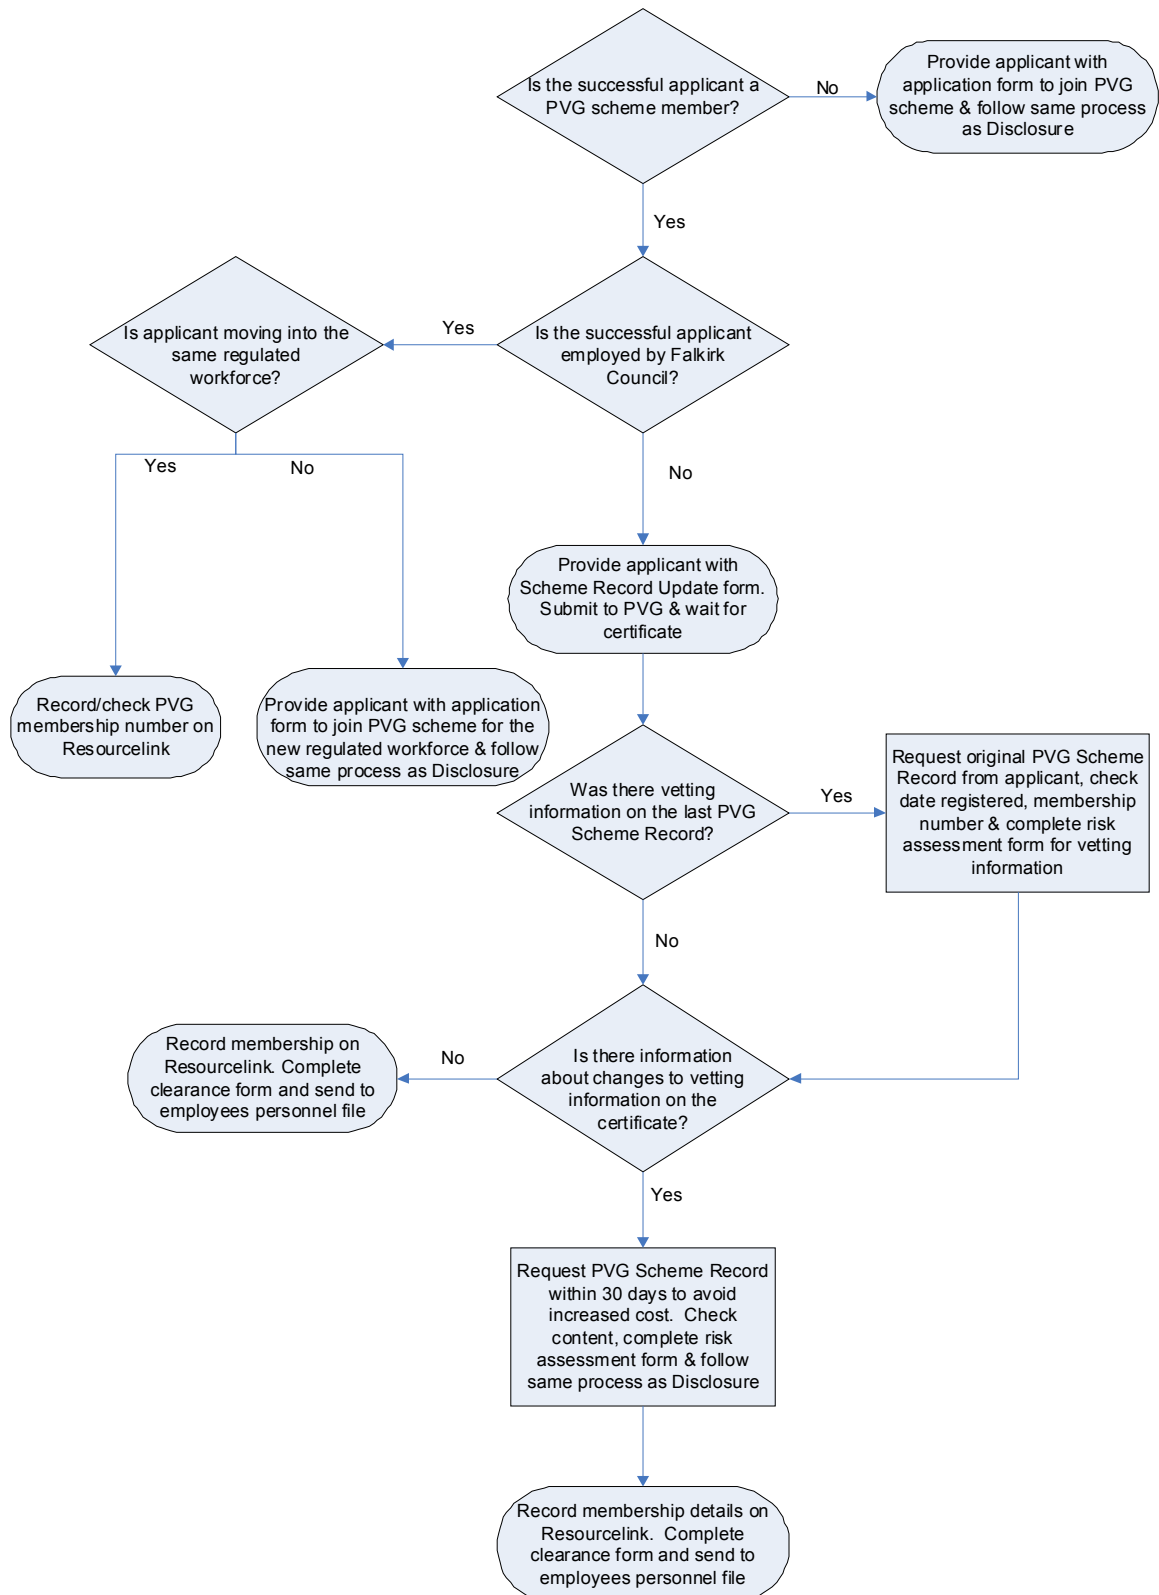 Is the successful applicant a
PVG scheme member?
No
Provide applicant with
application form to join PVG
scheme & follow same process
as Disclosure
Yes
Is the successful applicant
employed by Falkirk
Council?
Yes
Is applicant moving into the
same regulated
workforce?
Yes
No
Record/check PVG
membership number on
Resourcelink
Provide applicant with application
form to join PVG scheme for the
new regulated workforce & follow
same process as Disclosure
No
Provide applicant with
Scheme Record Update form.
Submit to PVG & wait for
certificate
Was there vetting
information on the last PVG
Scheme Record?
Yes
Request original PVG Scheme
Record from applicant, check
date registered, membership
number & complete risk
assessment form for vetting
information
No
Is there information
about changes to vetting
information on the
certificate?
No
Record membership on
Resourcelink. Complete
clearance form and send to
employees personnel file
Yes
Request PVG Scheme Record
within 30 days to avoid
increased cost.  Check
content, complete risk
assessment form & follow
same process as Disclosure
Record membership details on
Resourcelink.  Complete
clearance form and send to
employees personnel file